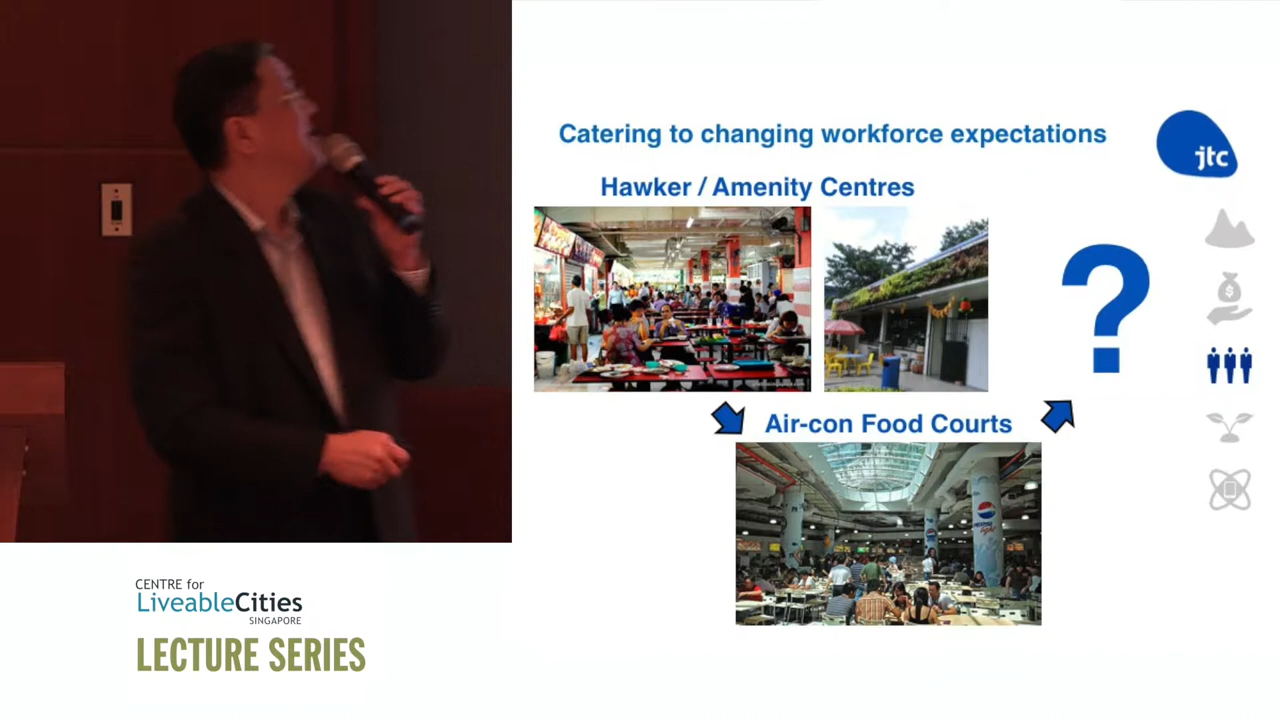 Catering to changing workforce expectations
jtc
Hawker / Amenity Centres
?
Air-con Food Courts
$
CENTRE for
LiveableCities
SINGAPORE
LECTURE SERIES